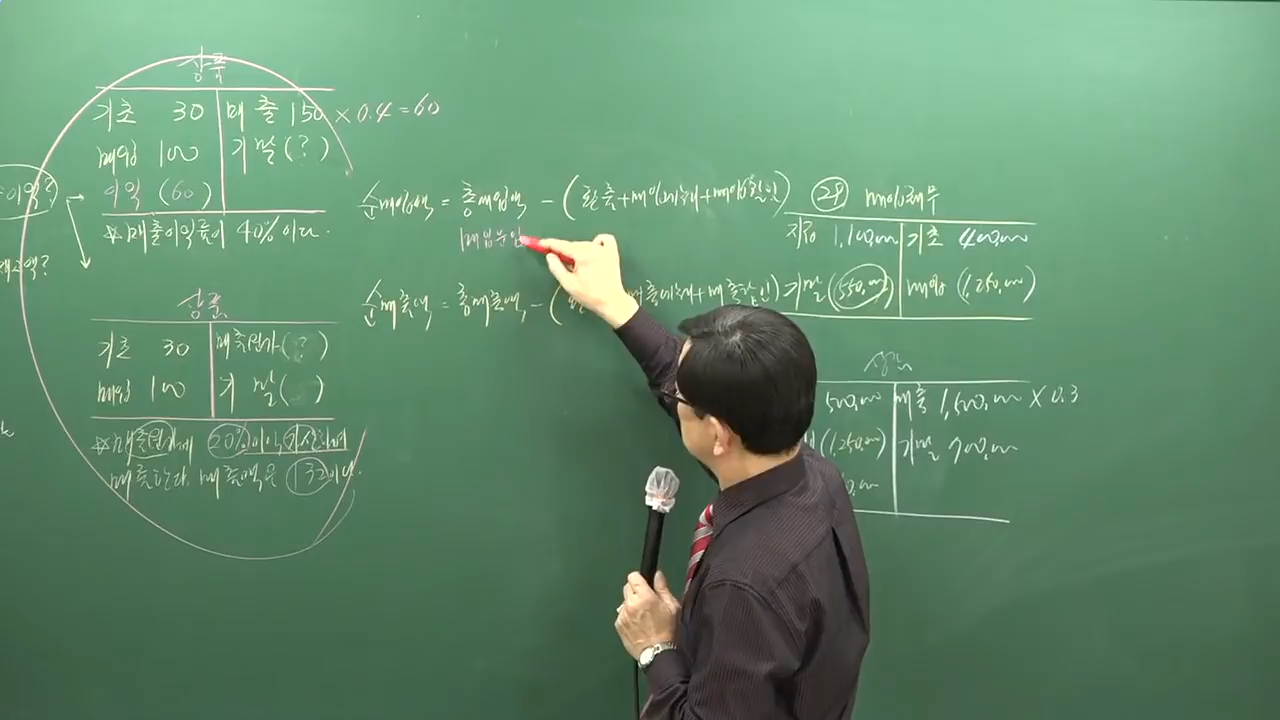 이익?
고액?
상품
기초 30 매출 150 × 0.4 = 60
매입 100 기말 (?)
이익 (60)
※ 매출이익률이 40%이다.
상품
기초 30 매출원가 (?)
매입 100 기말 ( )
※ 매출원가에 20% 이익 가산하여
매출한다. 매출액은 132이다.
순매입액 = 총매입액 - (환출+매입에누리+매입할인)
매입운임
순매출액 = 총매출액 - ( 매출에누리+매출할인)
28 매입채무
지급 1,100,000 기초 400,000
기말 (550,000) 매입 (1,250,000)
상품
500,000 매출 1,600,000 × 0.3
(1,250,000) 기말 900,000